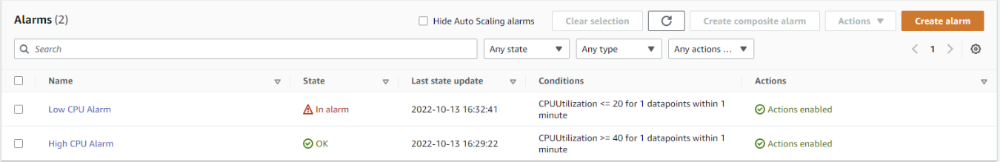 Alarms (2)
Hide Auto Scaling alarms
Clear selection
Create composite alarm
Actions
Create alarm
Search
Any state
Any type
Any actions ...
1
Name
State
Last state update
Conditions
Actions
Low CPU Alarm
In alarm
2022-10-13 16:32:41
CPUUtilization <= 20 for 1 datapoints within 1
minute
Actions enabled
High CPU Alarm
OK
2022-10-13 16:29:22
CPUUtilization >= 40 for 1 datapoints within 1
minute
Actions enabled